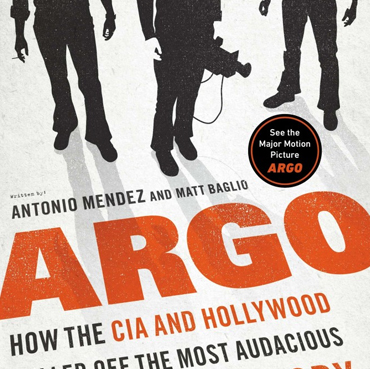 See the
Major Motion
Picture
ARGO
Written by:
ANTONIO MENDEZ AND MATT BAGLIO
ARGO
HOW THE CIA AND HOLLYWOOD
OFF THE MOST AUDACIOUS